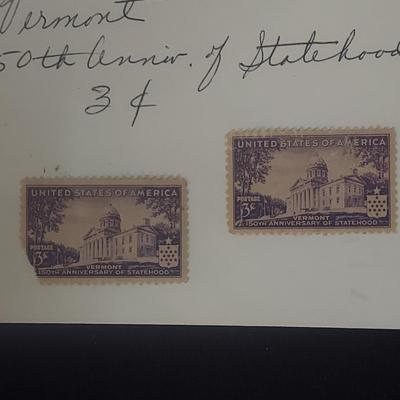 Vermont
50th Anniv. of Statehood
3 ¢
UNITED STATES OF AMERICA
POSTAGE
3¢
VERMONT
150TH ANNIVERSARY OF STATEHOOD
UNITED STATES OF AMERICA
POSTAGE
3¢
VERMONT
150TH ANNIVERSARY OF STATEHOOD